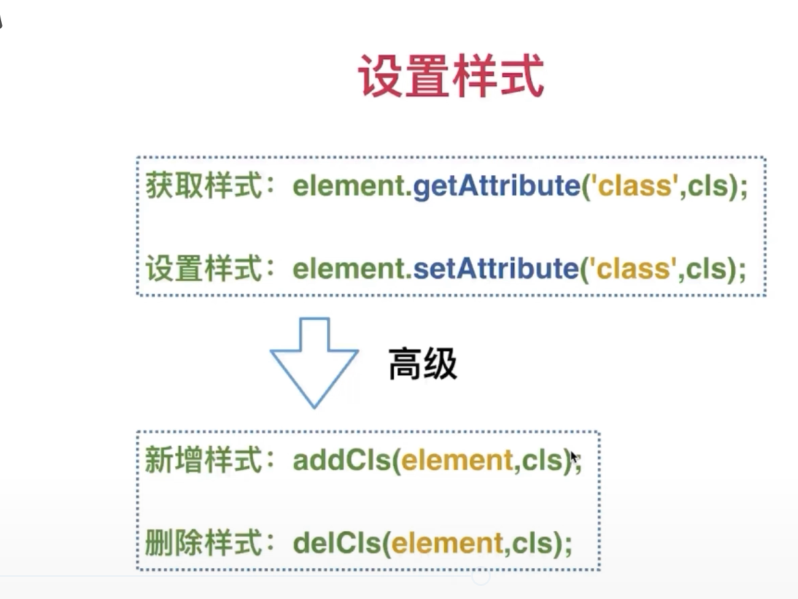 设置样式
获取样式：element.getAttribute('class',cls);
设置样式：element.setAttribute('class',cls);
高级
新增样式：addCls(element,cls);
删除样式：delCls(element,cls);